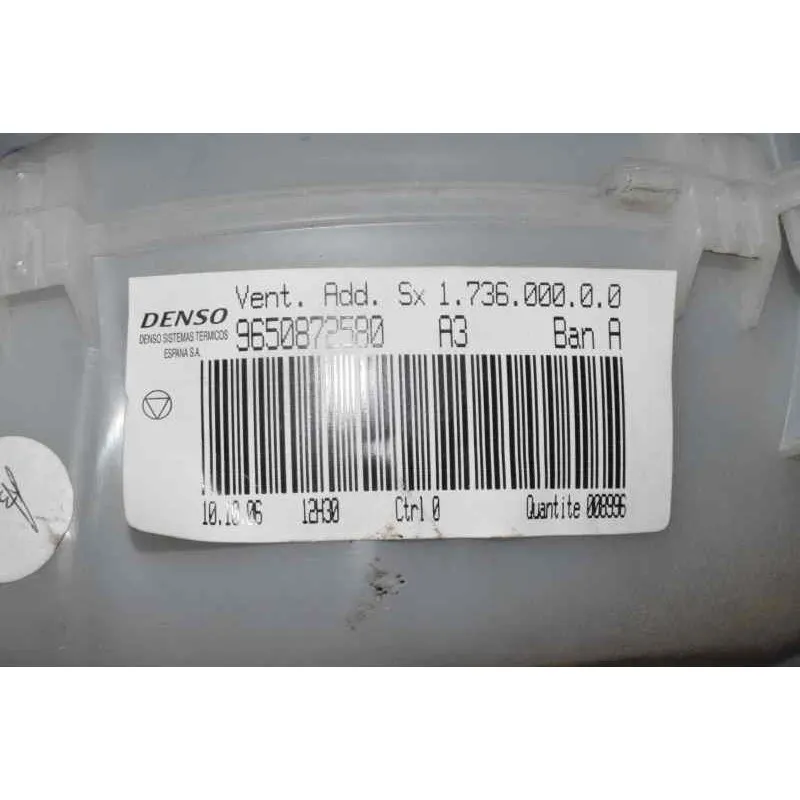 Vent. Add. Sx 1.736.000.0.0
DENSO
DENSO SISTEMAS TERMICOS
ESPANA S.A.
9650872580 A3 Ban A
10.10.06 12H30 Ctrl 0 Quantite 008996